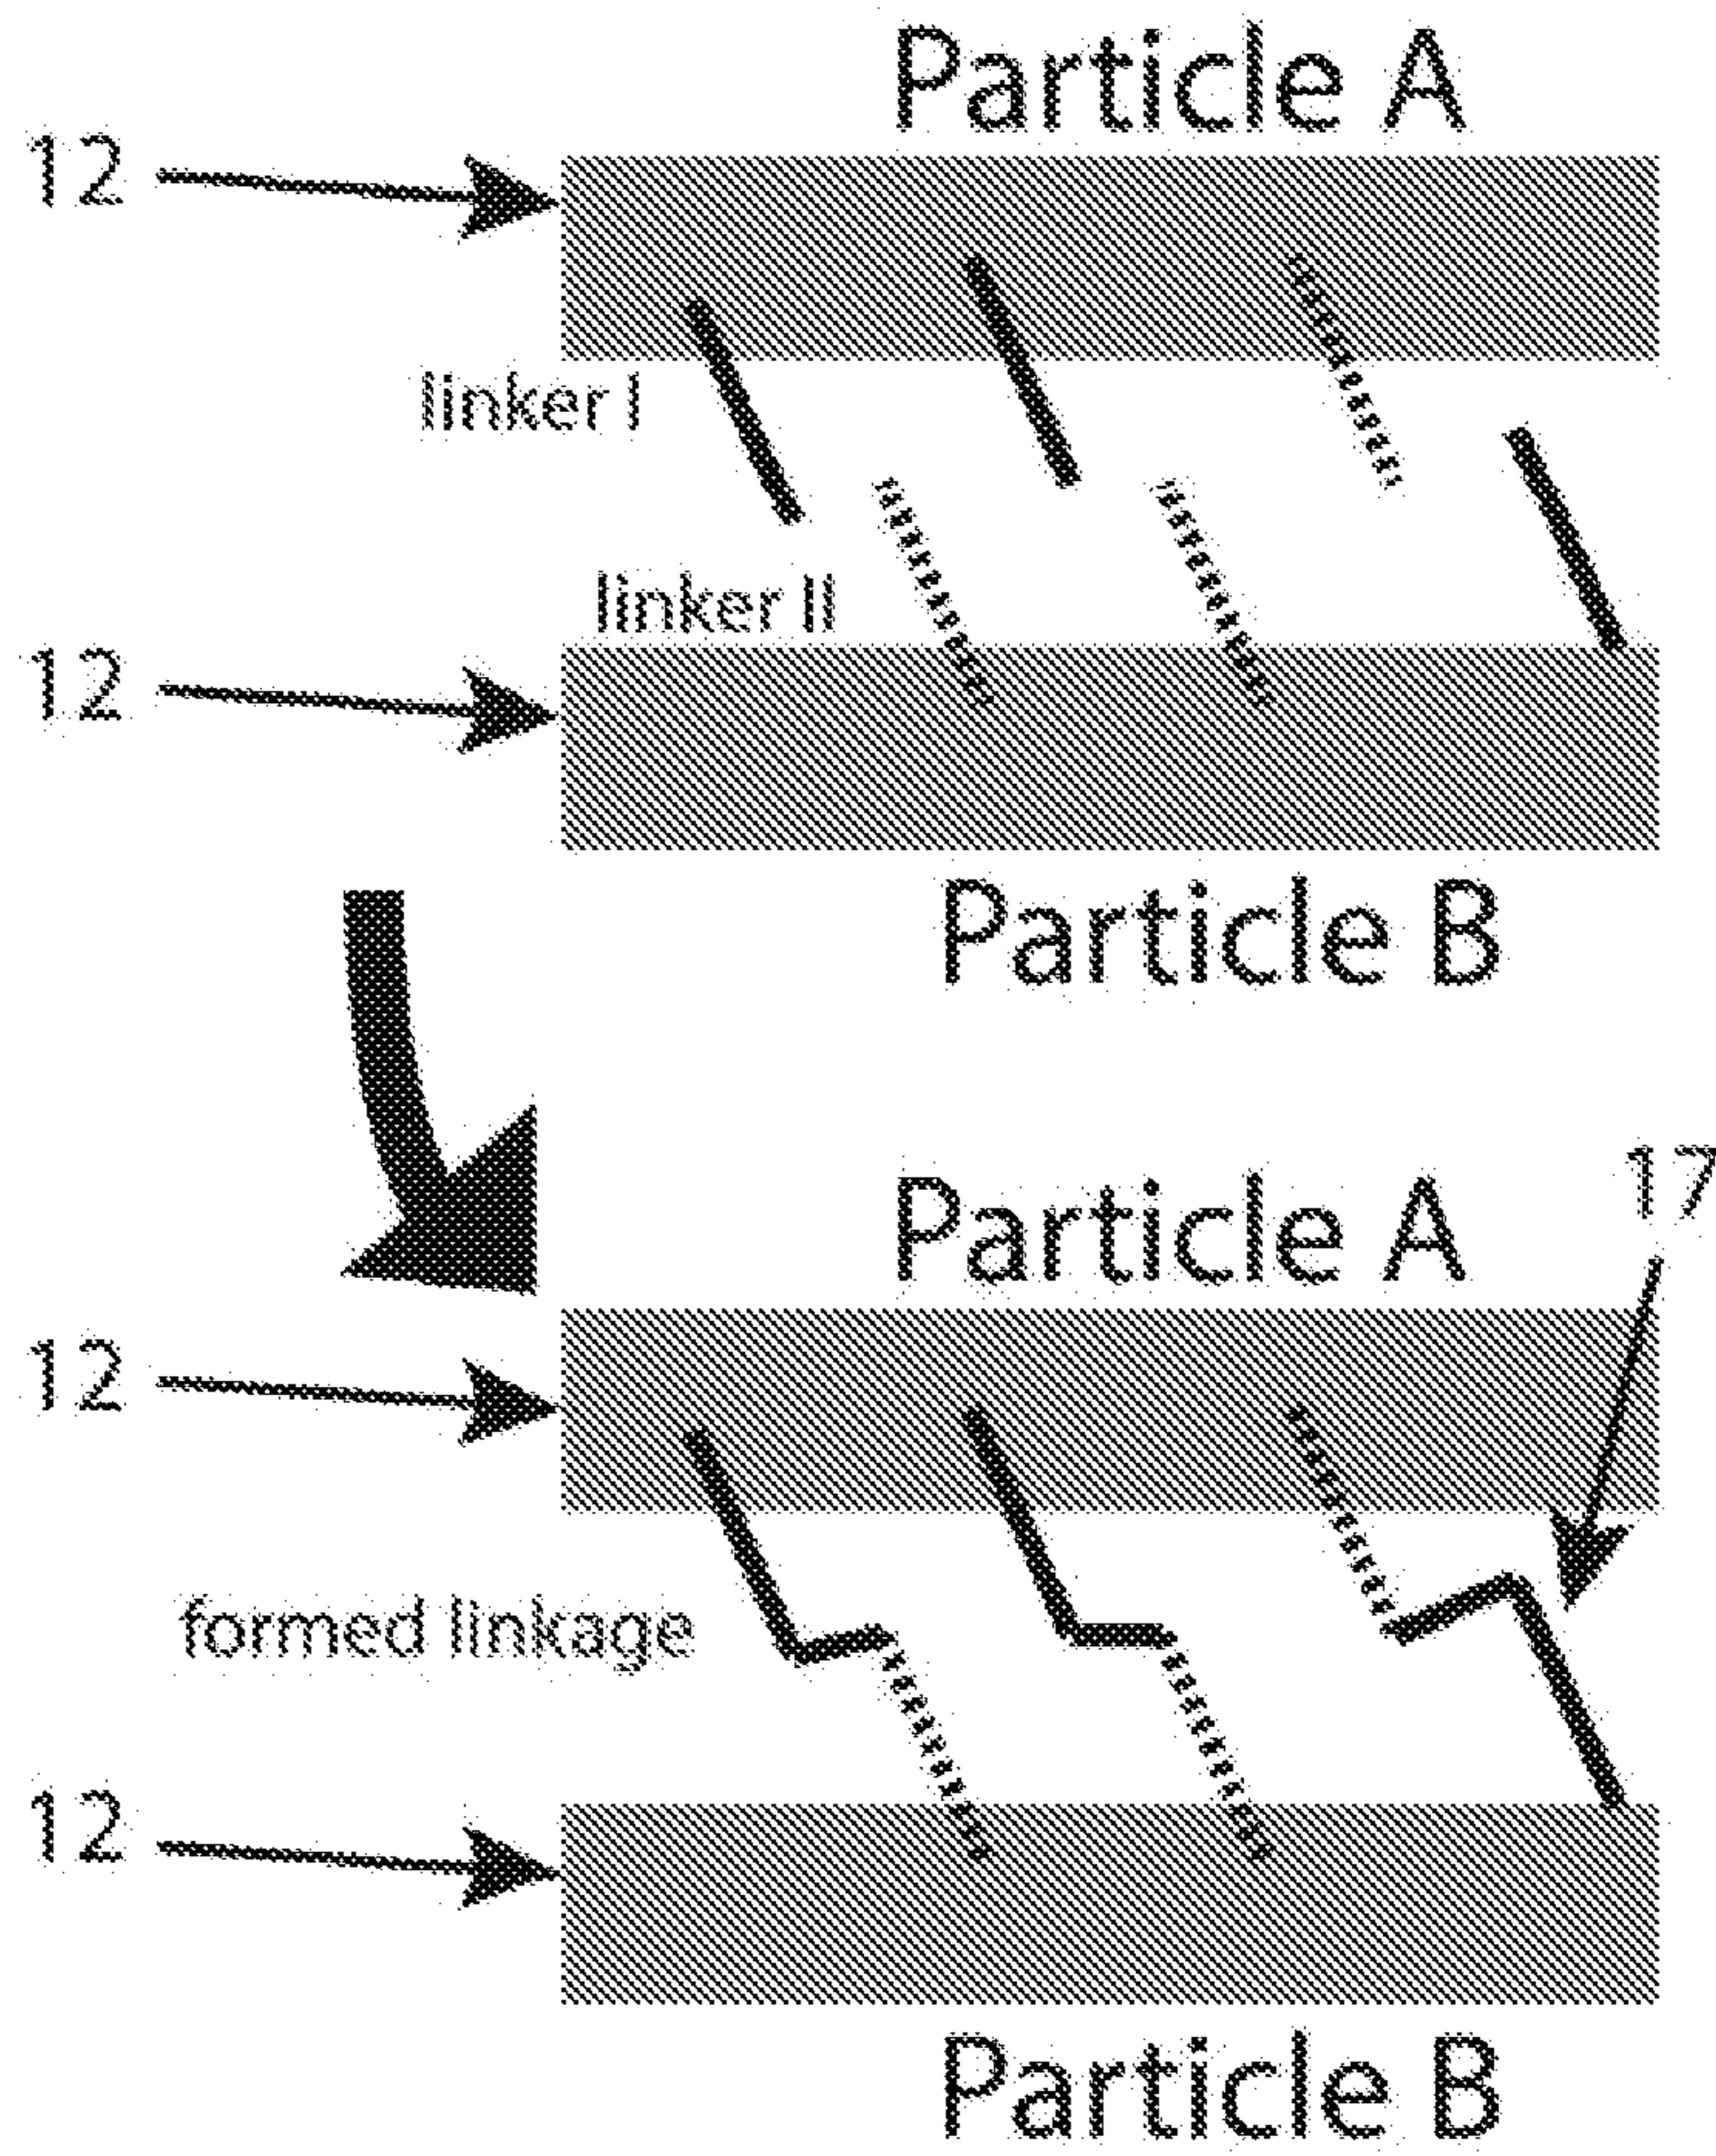 Particle A
12
linker I
linker II
12
Particle B
Particle A
17
12
formed linkage
12
Particle B